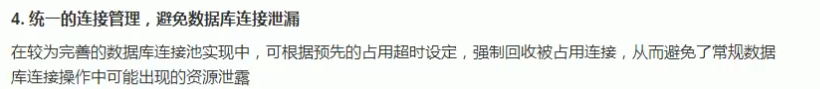 4. 统一的连接管理，避免数据库连接泄漏
在较为完善的数据库连接池实现中，可根据预先的占用超时设定，强制回收被占用连接，从而避免了常规数据
库连接操作中可能出现的资源泄露